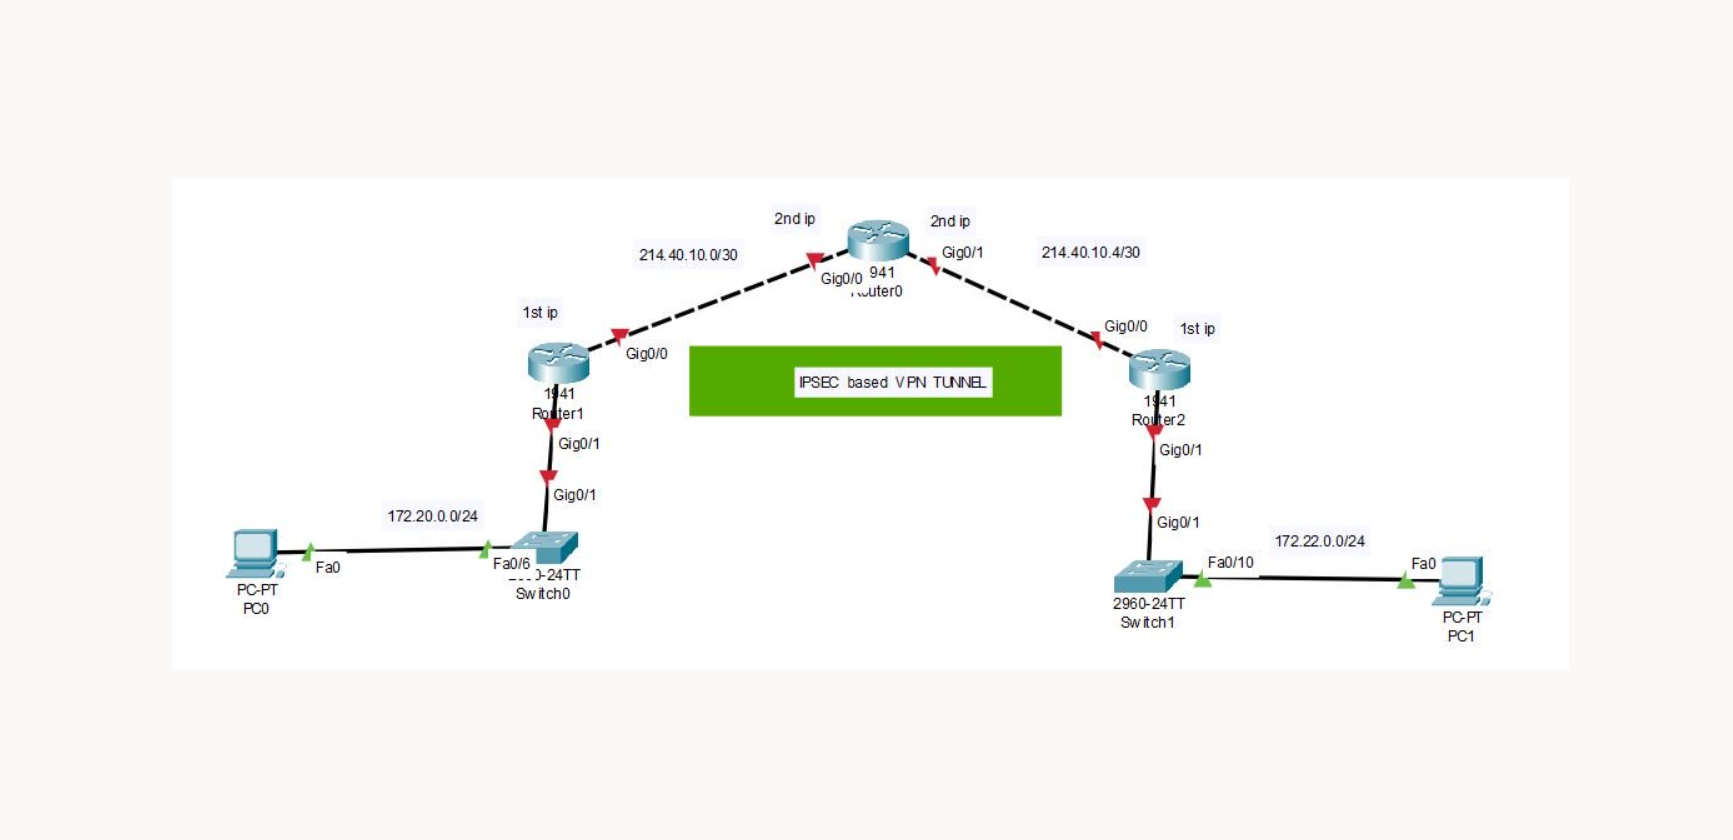 2nd ip
2nd ip
214.40.10.0/30
Gig0/1
214.40.10.4/30
Gig0/0
941
Router0
1st ip
Gig0/0
Gig0/0
1st ip
IPSEC based VPN TUNNEL
1941
Router1
1941
Router2
Gig0/1
Gig0/1
Gig0/1
Gig0/1
172.20.0.0/24
172.22.0.0/24
Fa0
Fa0/6
0-24TT
Switch0
PC-PT
PC0
Fa0/10
Fa0
2960-24TT
Switch1
PC-PT
PC1